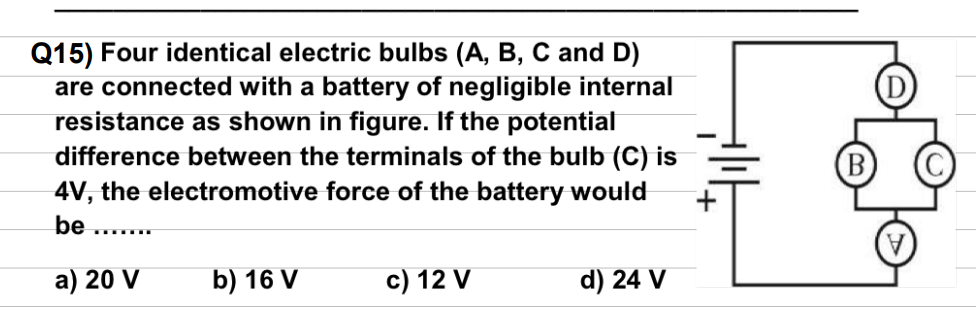 Q15) Four identical electric bulbs (A, B, C and D)
are connected with a battery of negligible internal
resistance as shown in figure. If the potential
difference between the terminals of the bulb (C) is
4V, the electromotive force of the battery would
be .......
a) 20 V b) 16 V c) 12 V d) 24 V
D
B C
A
−
+